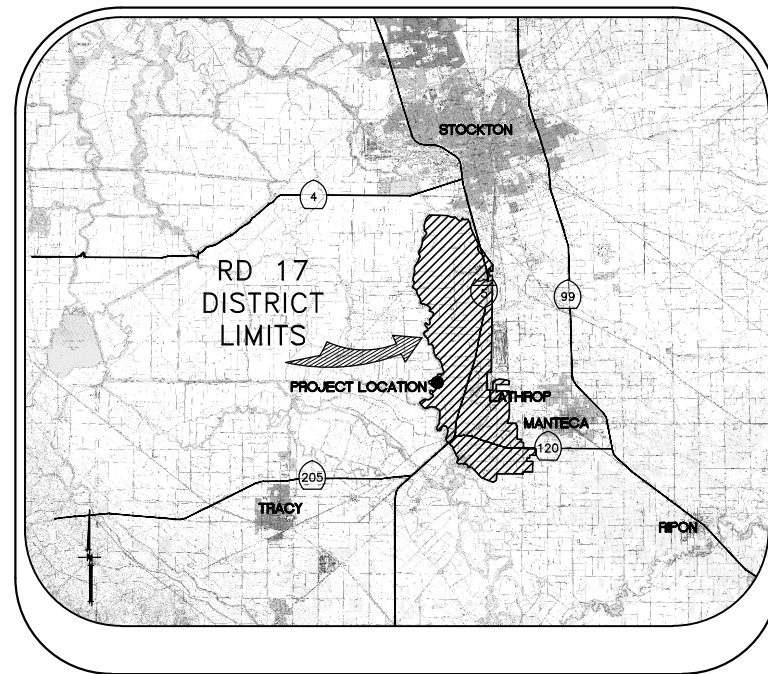 STOCKTON
4
RD 17
DISTRICT
LIMITS
5
99
PROJECT LOCATION
LATHROP
MANTECA
120
205
TRACY
RIPON
N